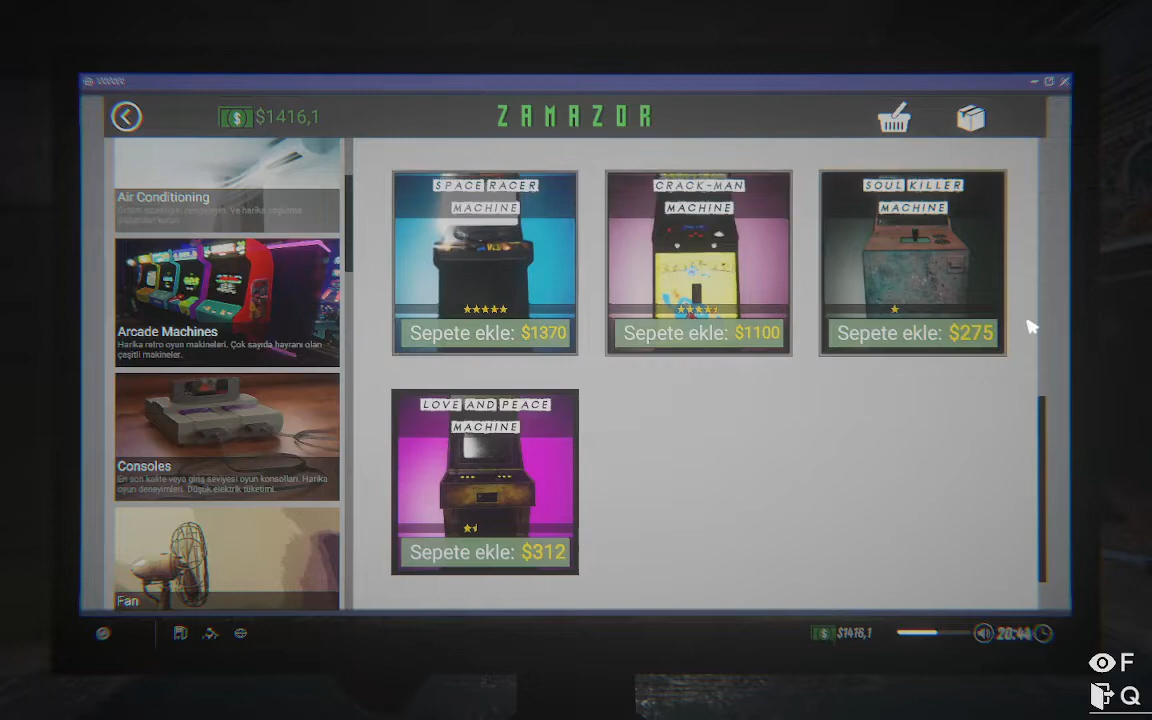 $1416,1
ZAMAZOR
Air Conditioning
Arcade Machines
Harika retro oyun makineleri. Çok sayıda hayranı olan
çeşitli makineler.
Consoles
En son kalite veya giriş seviyesi oyun konsolları. Harika
oyun deneyimleri. Düşük elektrik tüketimi.
Fan
SPACE RACER
MACHINE
Sepete ekle: $1370
CRACK-MAN
MACHINE
Sepete ekle: $1100
SOUL KILLER
MACHINE
Sepete ekle: $275
LOVE AND PEACE
MACHINE
Sepete ekle: $312
$1416,1
F
Q